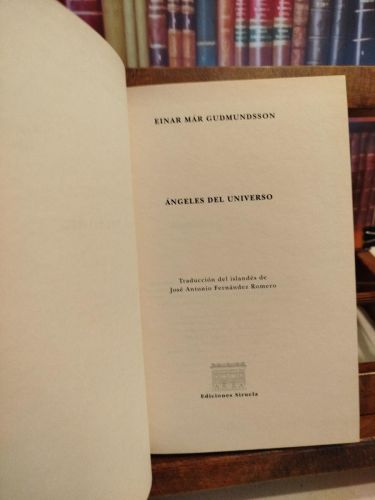 EINAR MÁR GUDMUNDSSON
ÁNGELES DEL UNIVERSO
Traducción del islandés de
José Antonio Fernández Romero
Ediciones Siruela